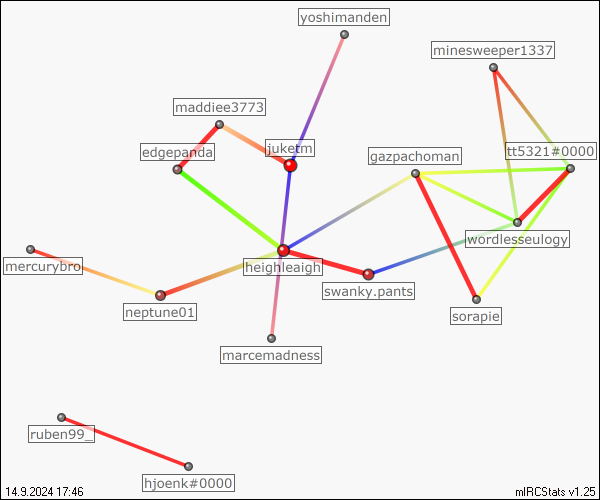 yoshimanden
minesweeper1337
maddiee3773
juketm
edgepanda
gazpachoman
tt5321#0000
wordlesseulogy
mercurybro
heighleaigh
swanky.pants
neptune01
sorapie
marcemadness
ruben99_
hjoenk#0000
14.9.2024 17:46
mIRCStats v1.25